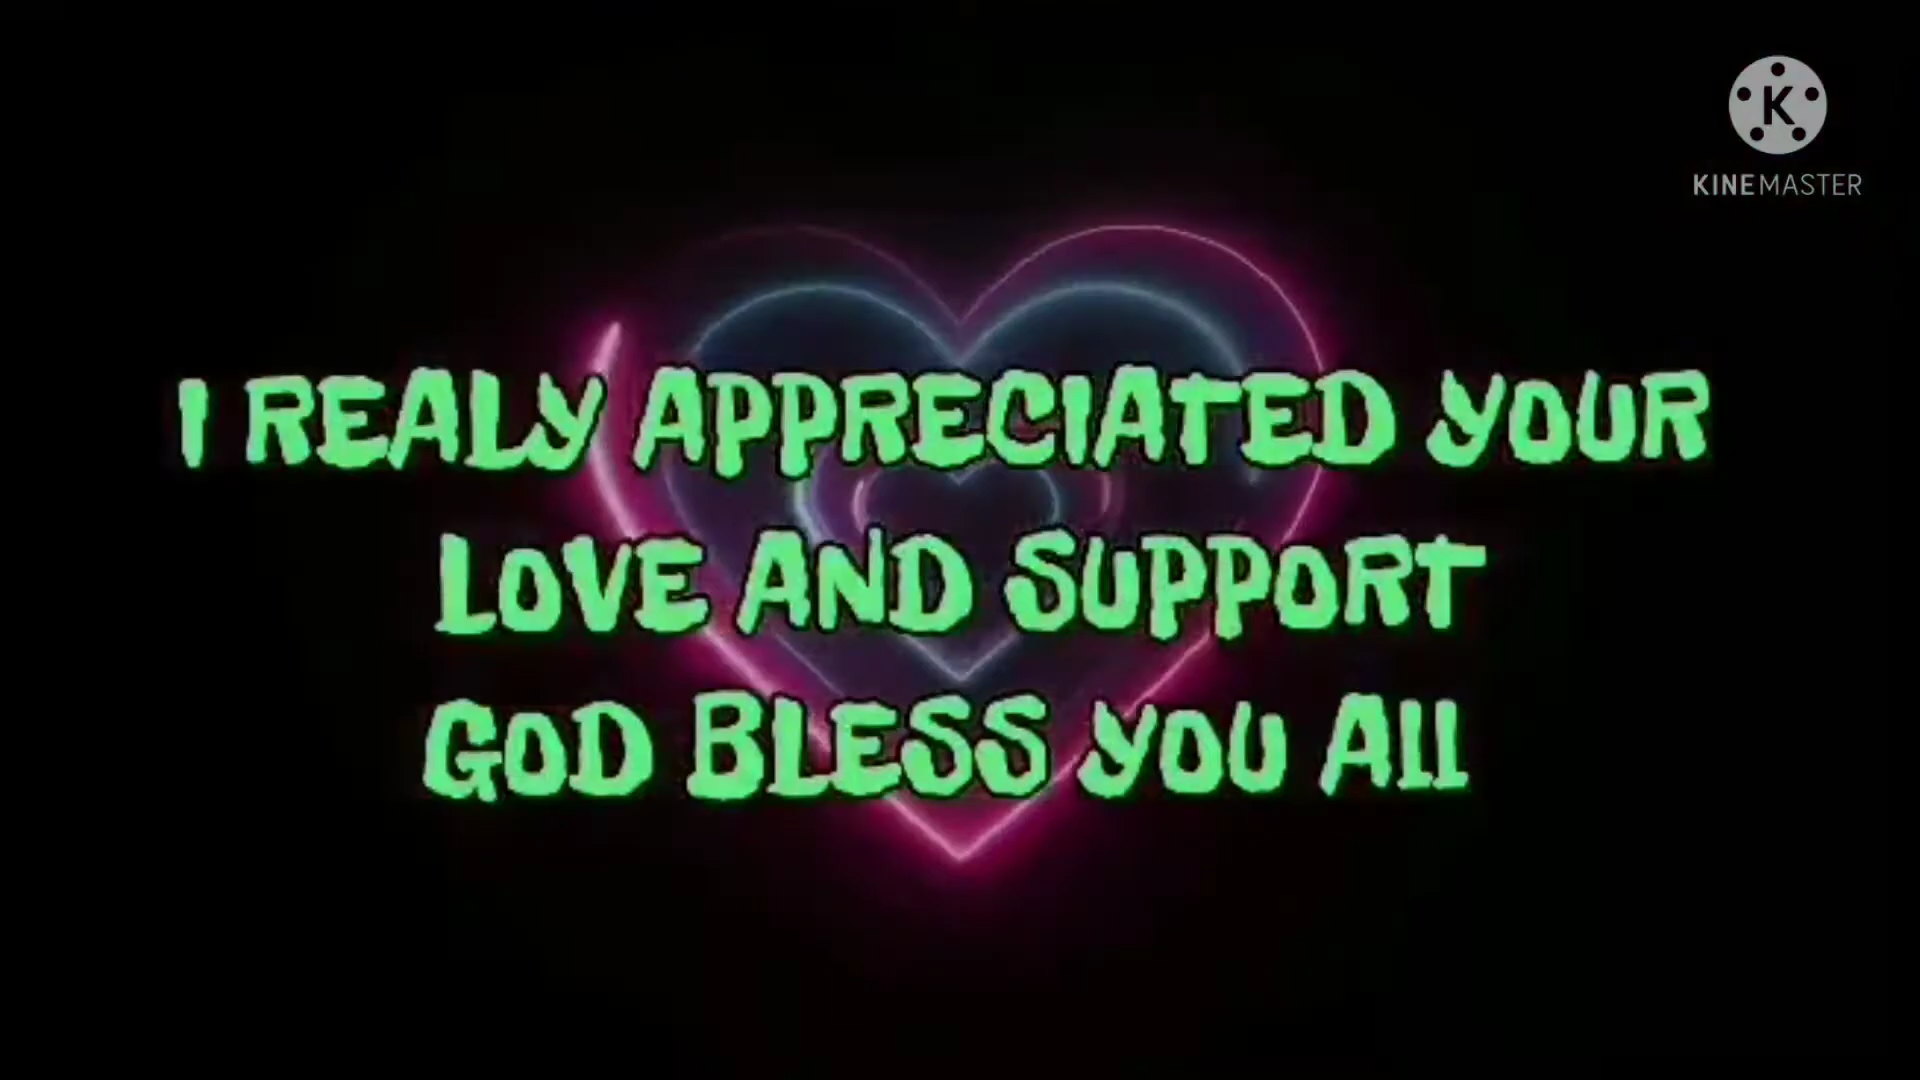 K
KINEMASTER
I REALY APPRECIATED YOUR
LOVE AND SUPPORT
GOD BLESS YOU All